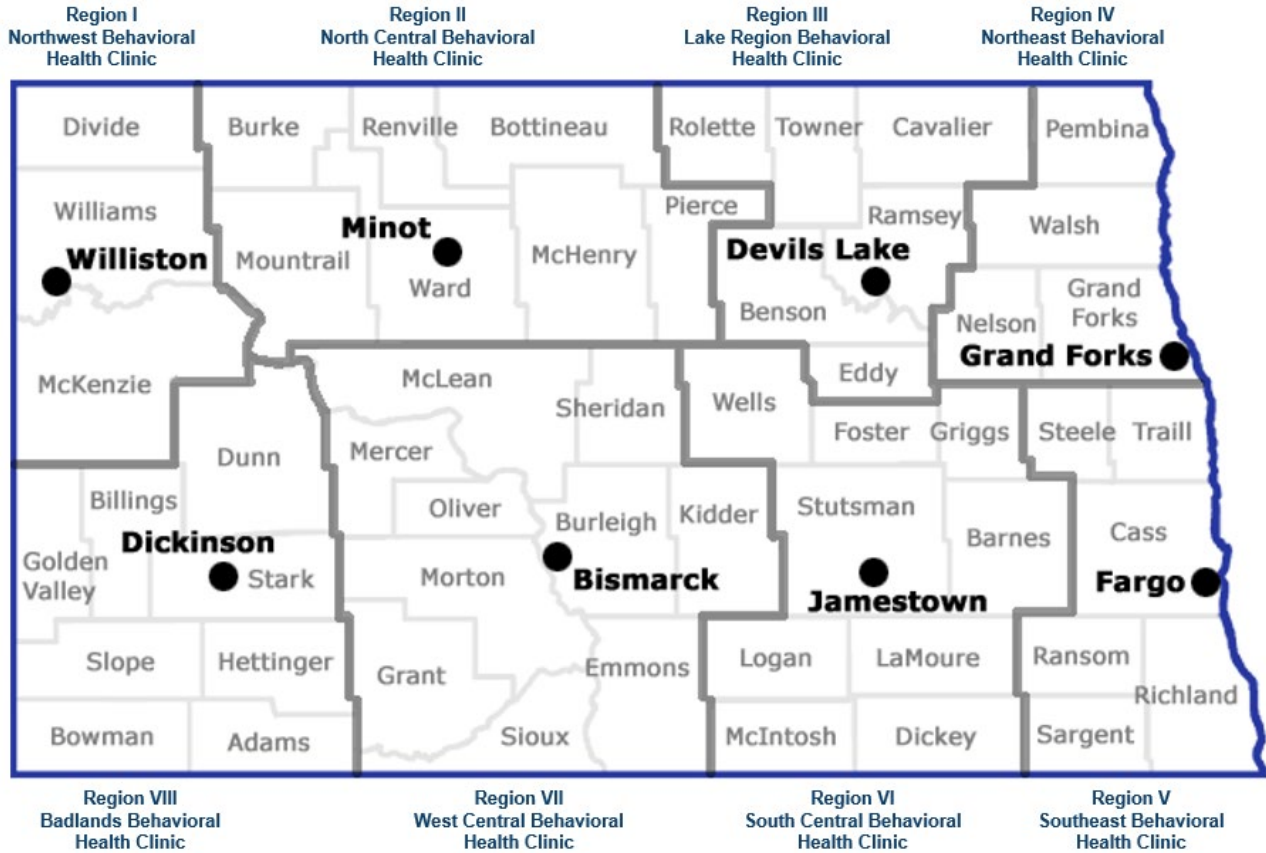 Region I
Northwest Behavioral
Health Clinic
Region II
North Central Behavioral
Health Clinic
Region III
Lake Region Behavioral
Health Clinic
Region IV
Northeast Behavioral
Health Clinic
Divide
Burke
Renville
Bottineau
Rolette
Towner
Cavalier
Pembina
Williams
Pierce
Ramsey
Walsh
Minot
Williston
Mountrail
McHenry
Devils Lake
Ward
Benson
Nelson
Grand
Forks
Grand Forks
McKenzie
McLean
Eddy
Sheridan
Wells
Foster
Griggs
Steele
Traill
Dunn
Mercer
Billings
Oliver
Burleigh
Kidder
Stutsman
Barnes
Cass
Dickinson
Golden
Valley
Stark
Morton
Bismarck
Jamestown
Fargo
Slope
Hettinger
Grant
Emmons
Logan
LaMoure
Ransom
Richland
Bowman
Adams
Sioux
McIntosh
Dickey
Sargent
Region VIII
Badlands Behavioral
Health Clinic
Region VII
West Central Behavioral
Health Clinic
Region VI
South Central Behavioral
Health Clinic
Region V
Southeast Behavioral
Health Clinic